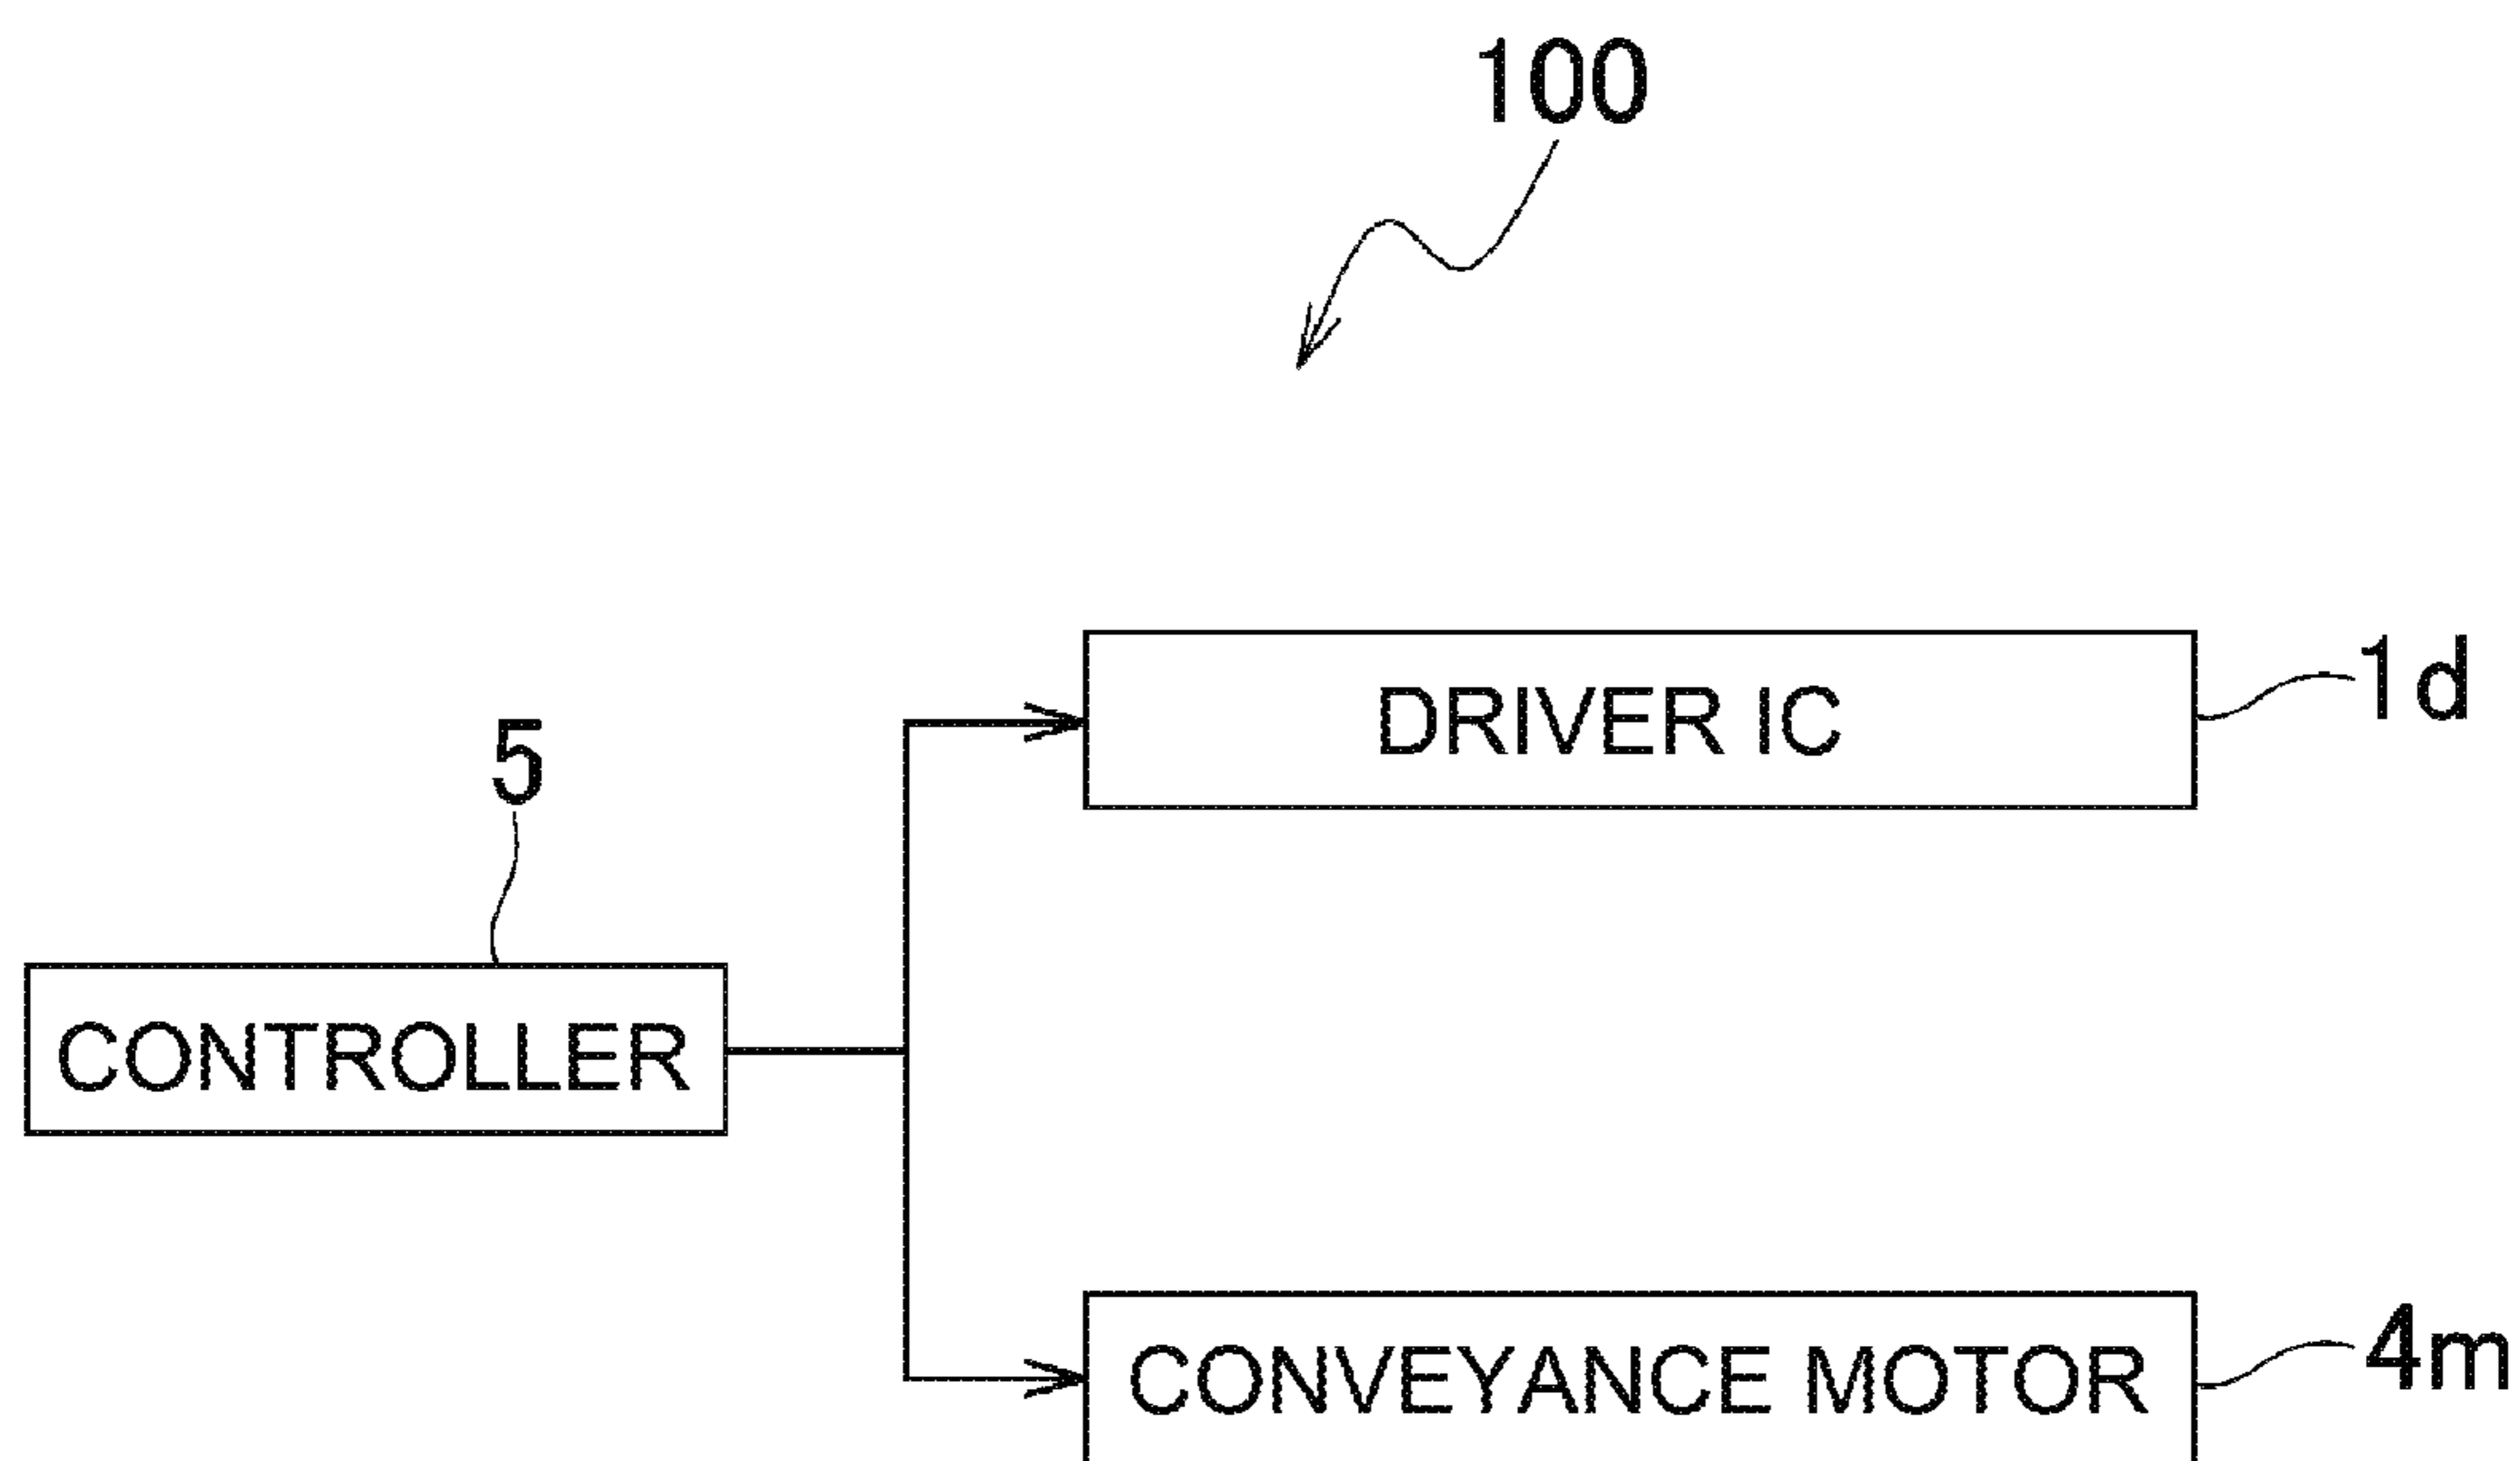 100
DRIVER IC
1d
5
CONTROLLER
CONVEYANCE MOTOR
4m